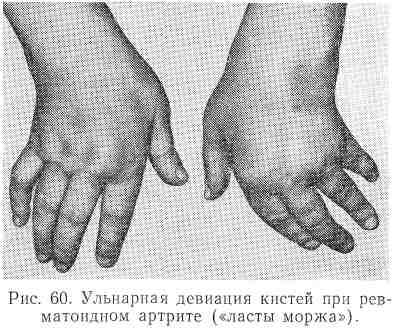 Рис. 60. Ульнарная девиация кистей при рев-
матоидном артрите («ласты моржа»).